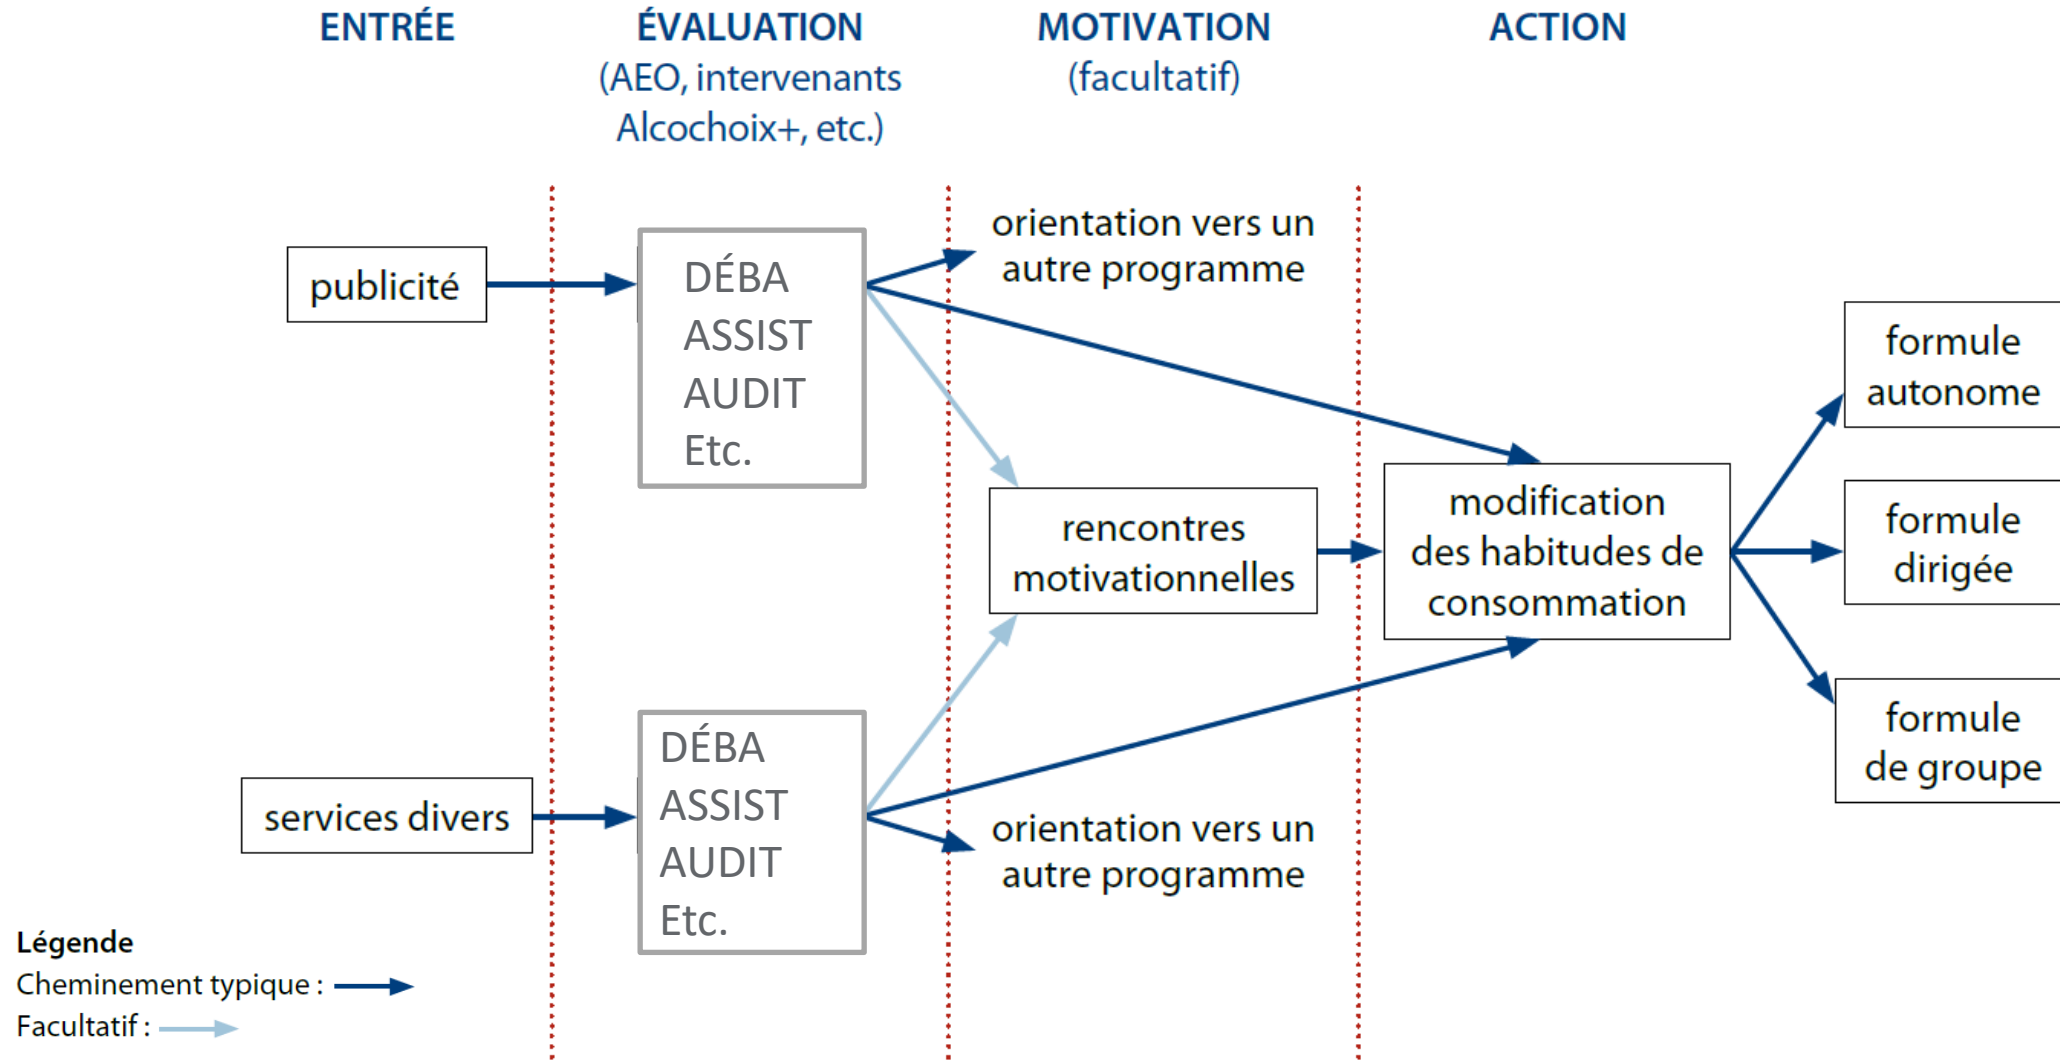 ENTRÉE
ÉVALUATION
(AEO, intervenants
Alcochoix+, etc.)
MOTIVATION
(facultatif)
ACTION
publicité
DÉBA
ASSIST
AUDIT
Etc.
orientation vers un
autre programme
rencontres
motivationnelles
modification
des habitudes de
consommation
formule
autonome
formule
dirigée
formule
de groupe
services divers
DÉBA
ASSIST
AUDIT
Etc.
orientation vers un
autre programme
Légende
Cheminement typique :
Facultatif :